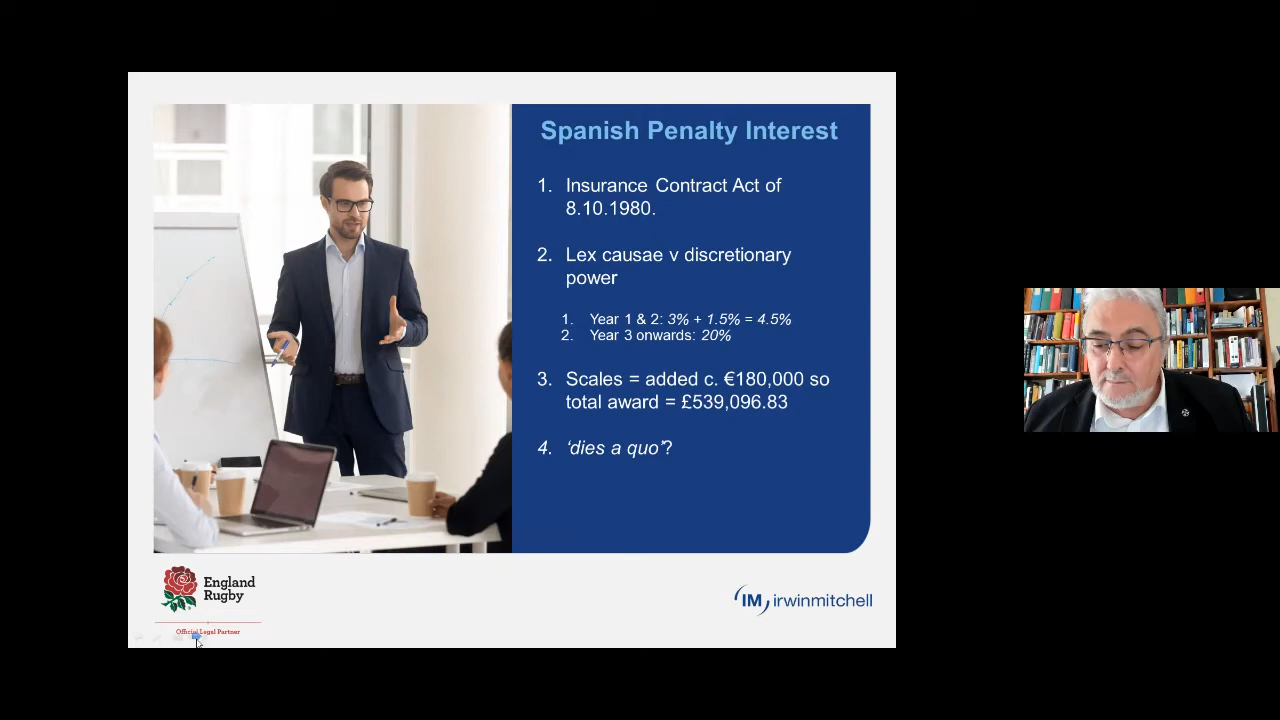 Spanish Penalty Interest
1. Insurance Contract Act of
8.10.1980.
2. Lex causae v discretionary
power
1. Year 1 & 2: 3% + 1.5% = 4.5%
2. Year 3 onwards: 20%
3. Scales = added c. €180,000 so
total award = £539,096.83
4. ‘dies a quo’?
England
Rugby
Official Legal Partner
IM irwinmitchell